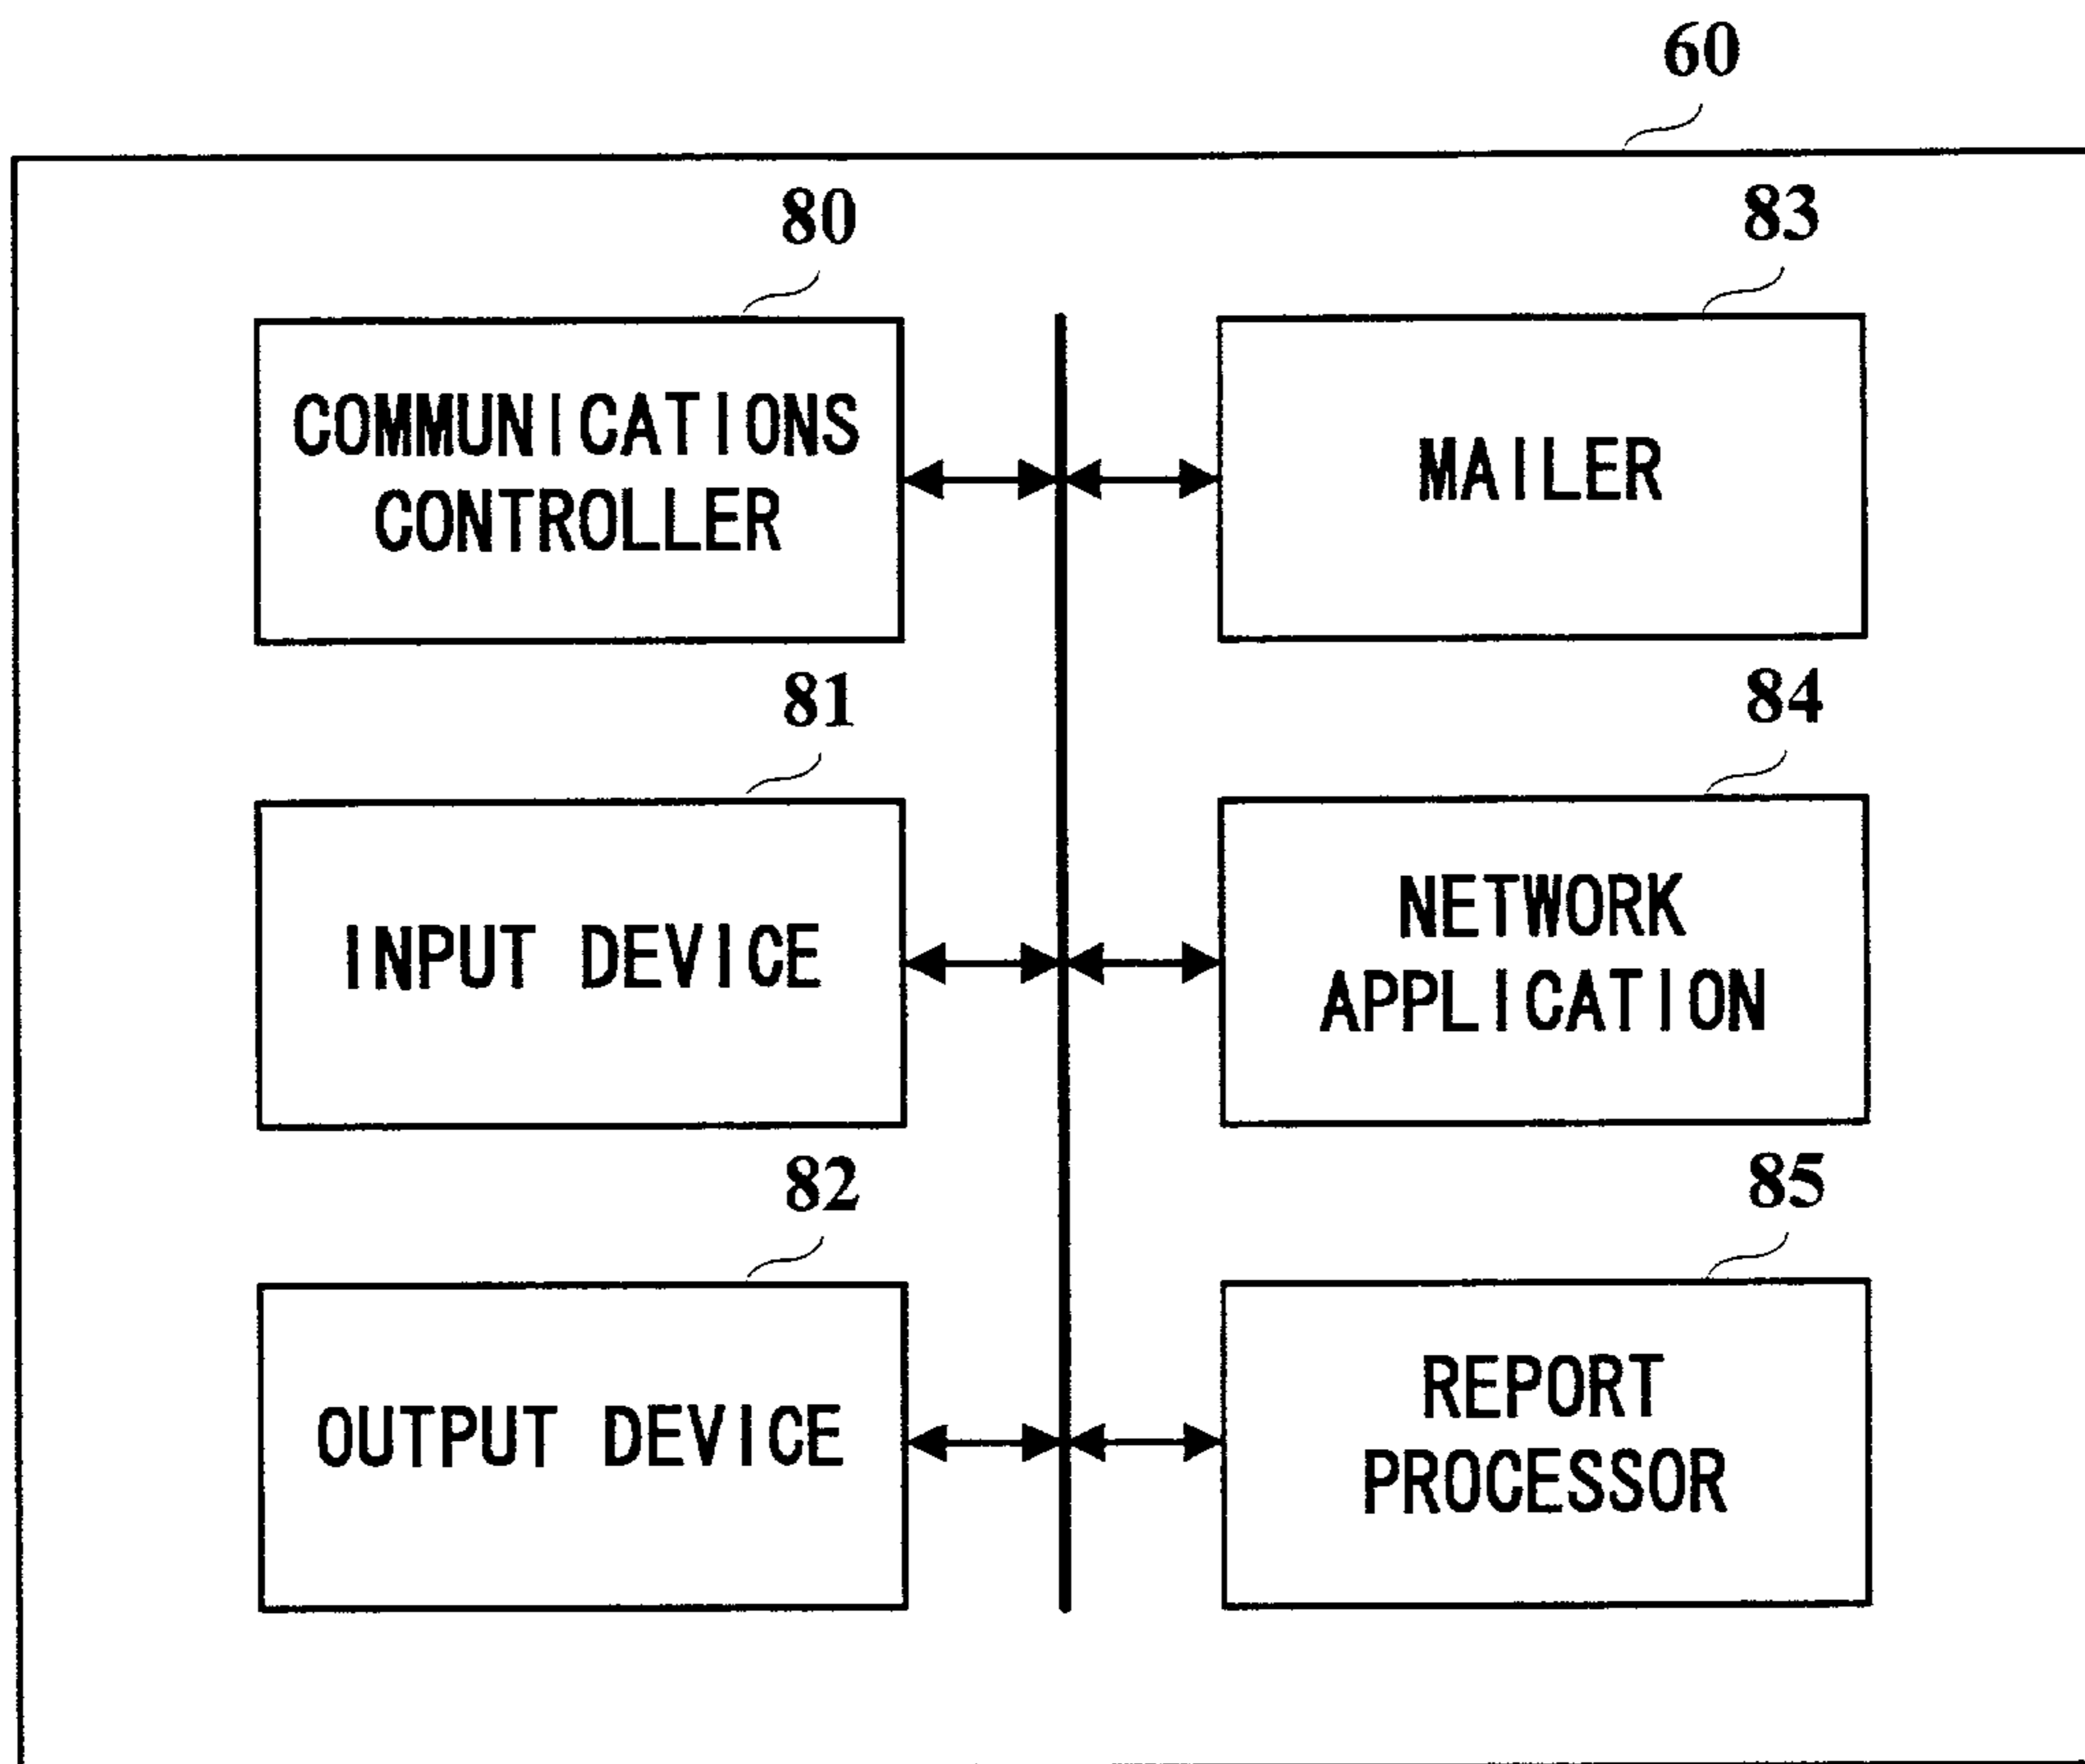 60
80
COMMUNICATIONS
CONTROLLER
83
MAILER
81
INPUT DEVICE
84
NETWORK
APPLICATION
82
OUTPUT DEVICE
85
REPORT
PROCESSOR